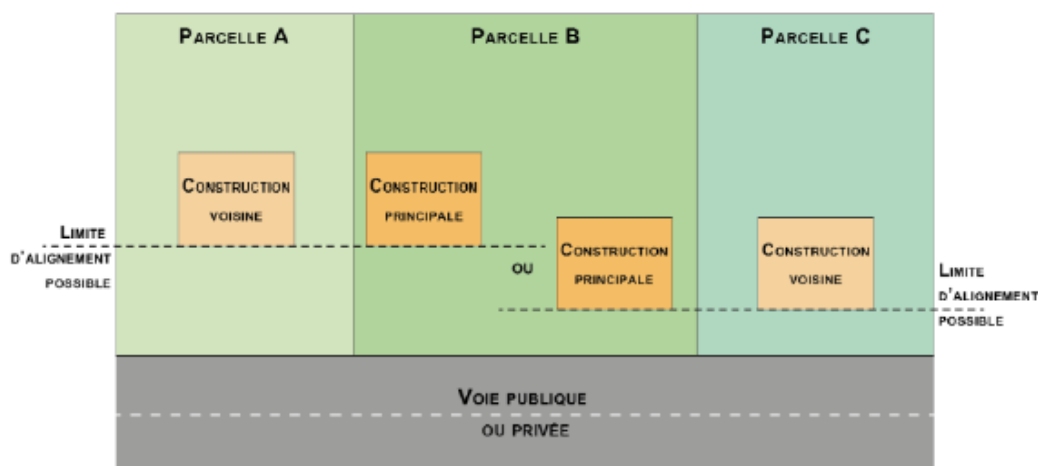 PARCELLE A
PARCELLE B
PARCELLE C
CONSTRUCTION
VOISINE
CONSTRUCTION
PRINCIPALE
LIMITE
D'ALIGNEMENT
POSSIBLE
OU
CONSTRUCTION
PRINCIPALE
CONSTRUCTION
VOISINE
LIMITE
D'ALIGNEMENT
POSSIBLE
VOIE PUBLIQUE
OU PRIVÉE